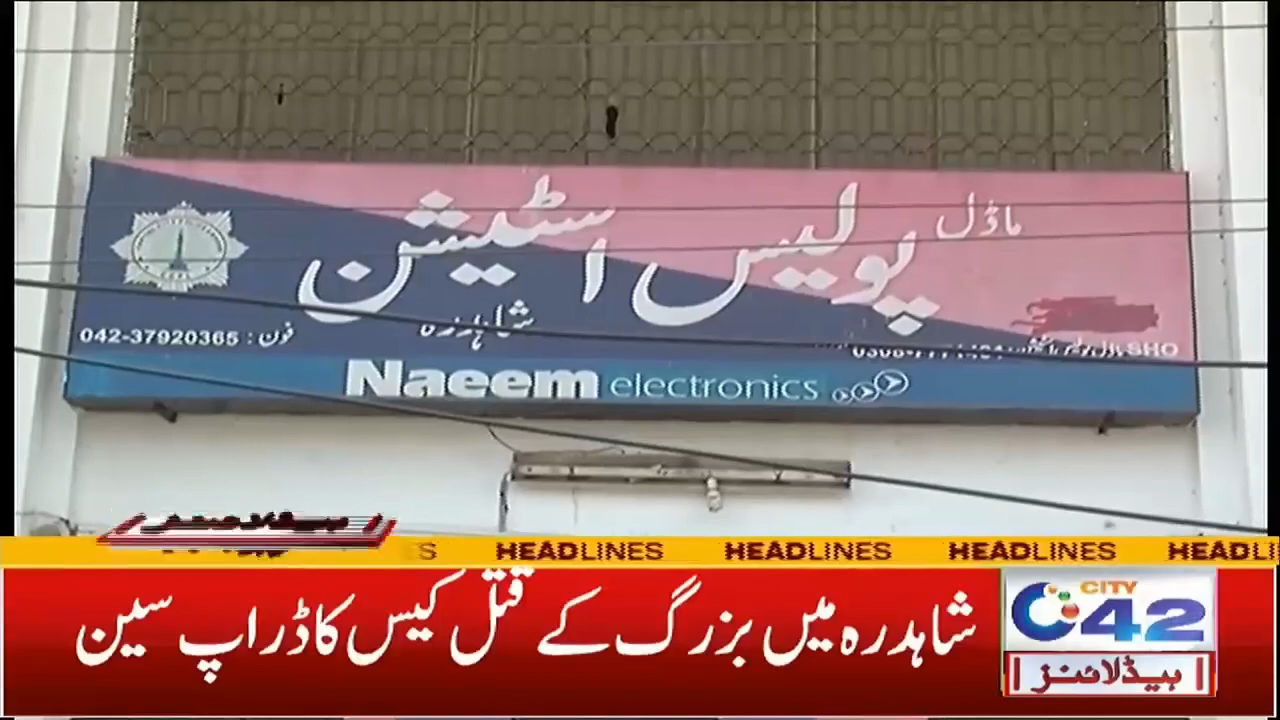 ماڈل
پولیس اسٹیشن
شاہدرہ
فون : 042-37920365
SHO
Naeem electronics
HEADLINES HEADLINES HEADLINES
شاہدرہ میں بزرگ کے قتل کیس کا ڈراپ سین
CITY
42
ہیڈلائنز